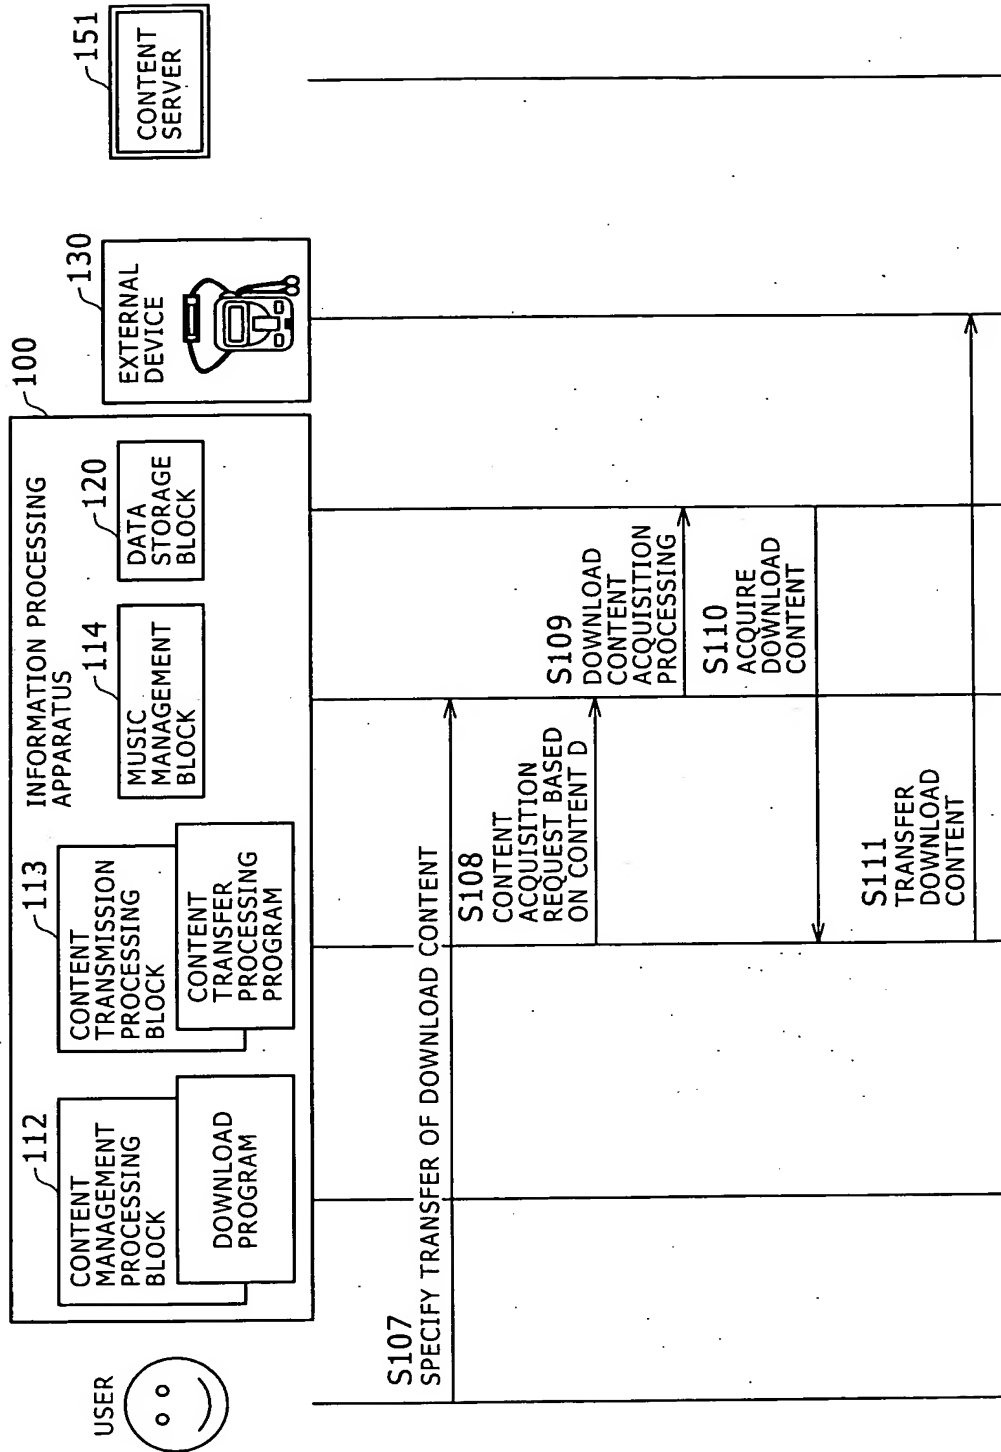 USER
INFORMATION PROCESSING
APPARATUS
100
112
CONTENT
MANAGEMENT
PROCESSING
BLOCK
DOWNLOAD
PROGRAM
113
CONTENT
TRANSMISSION
PROCESSING
BLOCK
CONTENT
TRANSFER
PROCESSING
PROGRAM
114
MUSIC
MANAGEMENT
BLOCK
120
DATA
STORAGE
BLOCK
130
EXTERNAL
DEVICE
151
CONTENT
SERVER
S107
SPECIFY TRANSFER OF DOWNLOAD CONTENT
S108
CONTENT
ACQUISITION
REQUEST BASED
ON CONTENT D
S109
DOWNLOAD
CONTENT
ACQUISITION
PROCESSING
S110
ACQUIRE
DOWNLOAD
CONTENT
S111
TRANSFER
DOWNLOAD
CONTENT